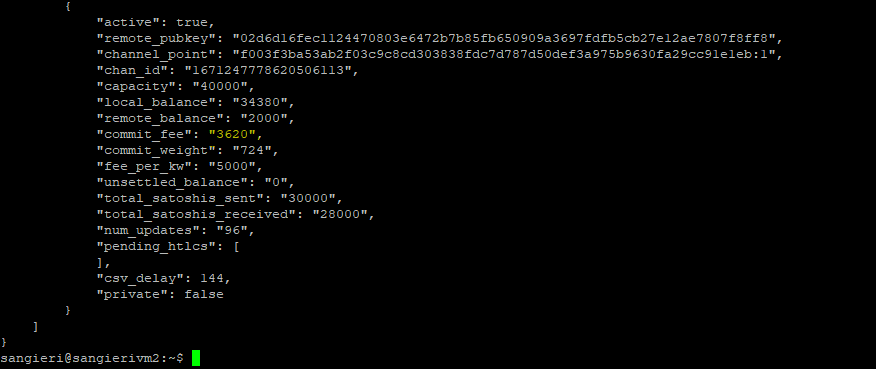 {
"active": true,
"remote_pubkey": "02d6d16fec1124470803e6472b7b85fb650909a3697fdfb5cb27e12ae7807f8ff8",
"channel_point": "f003f3ba53ab2f03c9c8cd303838fdc7d787d50def3a975b9630fa29cc91e1eb:1",
"chan_id": "1671247778620506113",
"capacity": "40000",
"local_balance": "34380",
"remote_balance": "2000",
"commit_fee": "3620",
"commit_weight": "724",
"fee_per_kw": "5000",
"unsettled_balance": "0",
"total_satoshis_sent": "30000",
"total_satoshis_received": "28000",
"num_updates": "96",
"pending_htlcs": [
],
"csv_delay": 144,
"private": false
}
]
}
sangieri@sangierivm2:~$